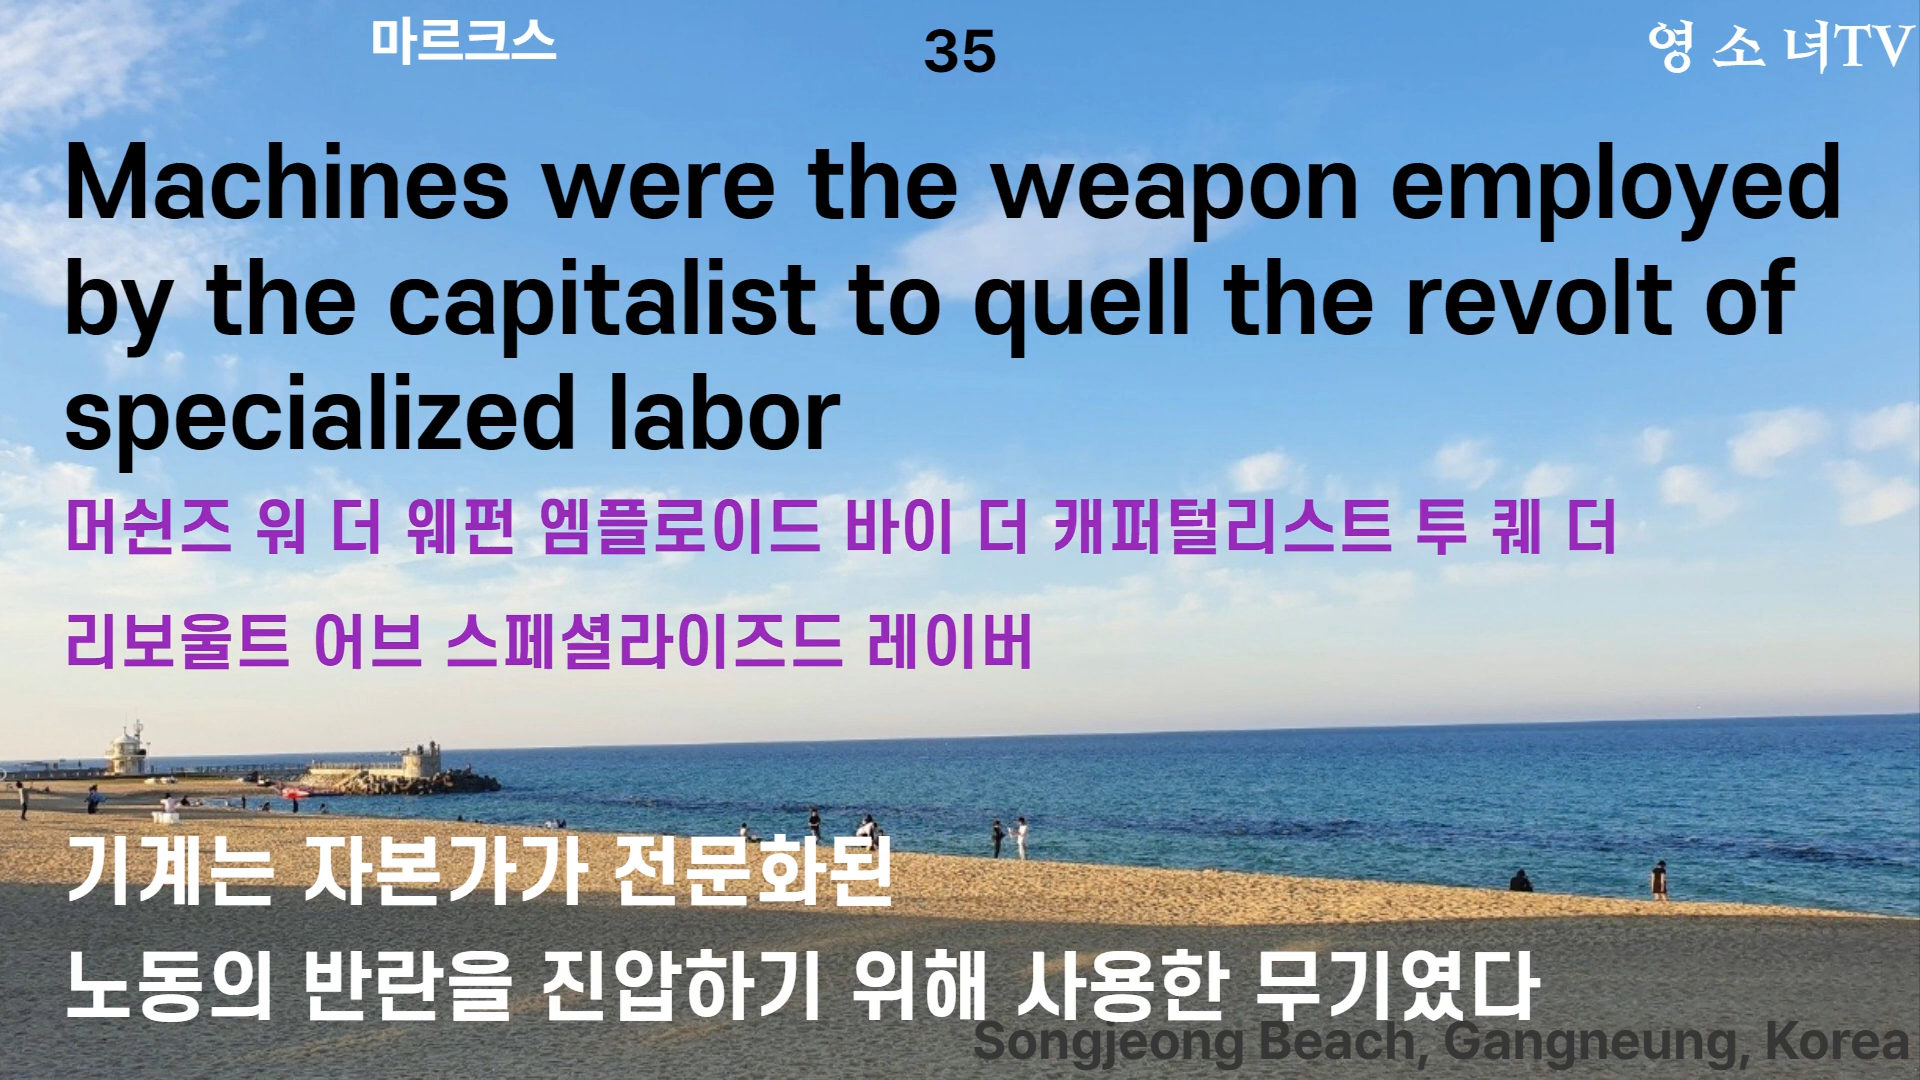 마르크스
35
영 소 녀TV
Machines were the weapon employed
by the capitalist to quell the revolt of
specialized labor
머쉰즈 워 더 웨펀 엠플로이드 바이 더 캐퍼털리스트 투 퀘 더
리보울트 어브 스페셜라이즈드 레이버
기계는 자본가가 전문화된
노동의 반란을 진압하기 위해 사용한 무기였다
Songjeong Beach, Gangneung, Korea